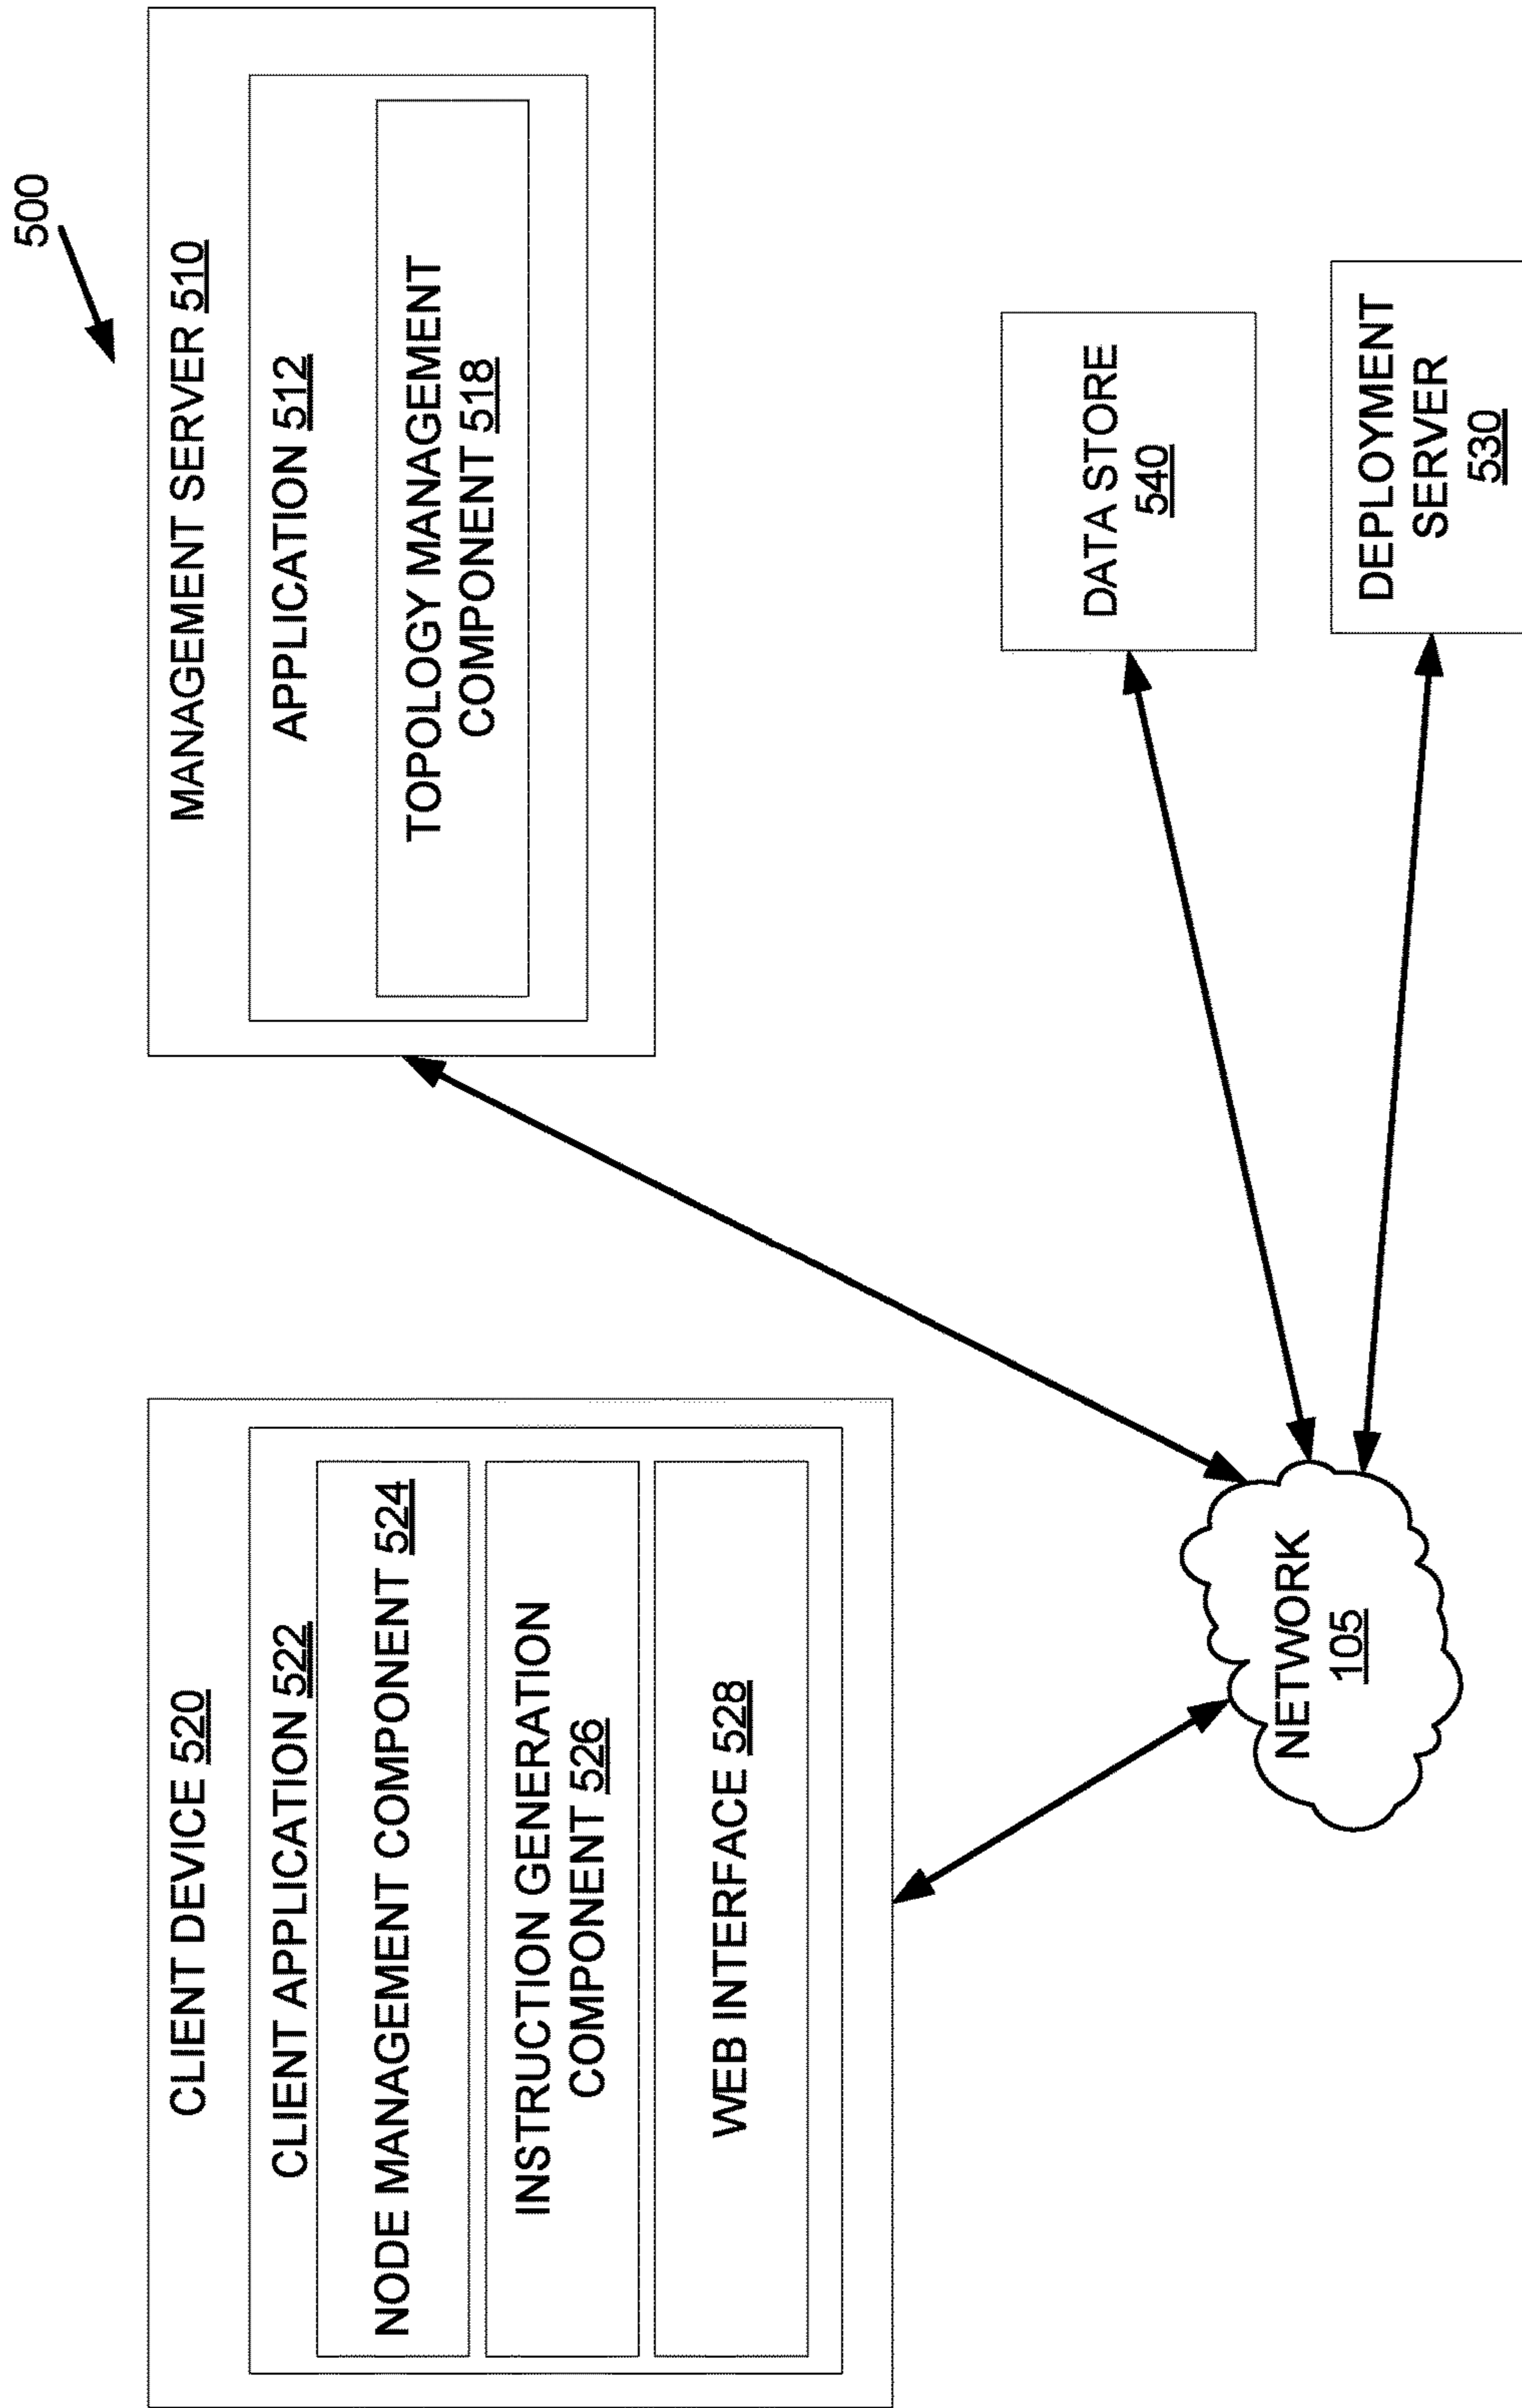 500
CLIENT DEVICE 520
CLIENT APPLICATION 522
NODE MANAGEMENT COMPONENT 524
INSTRUCTION GENERATION
COMPONENT 526
WEB INTERFACE 528
MANAGEMENT SERVER 510
APPLICATION 512
TOPOLOGY MANAGEMENT
COMPONENT 518
NETWORK
105
DATA STORE
540
DEPLOYMENT
SERVER
530